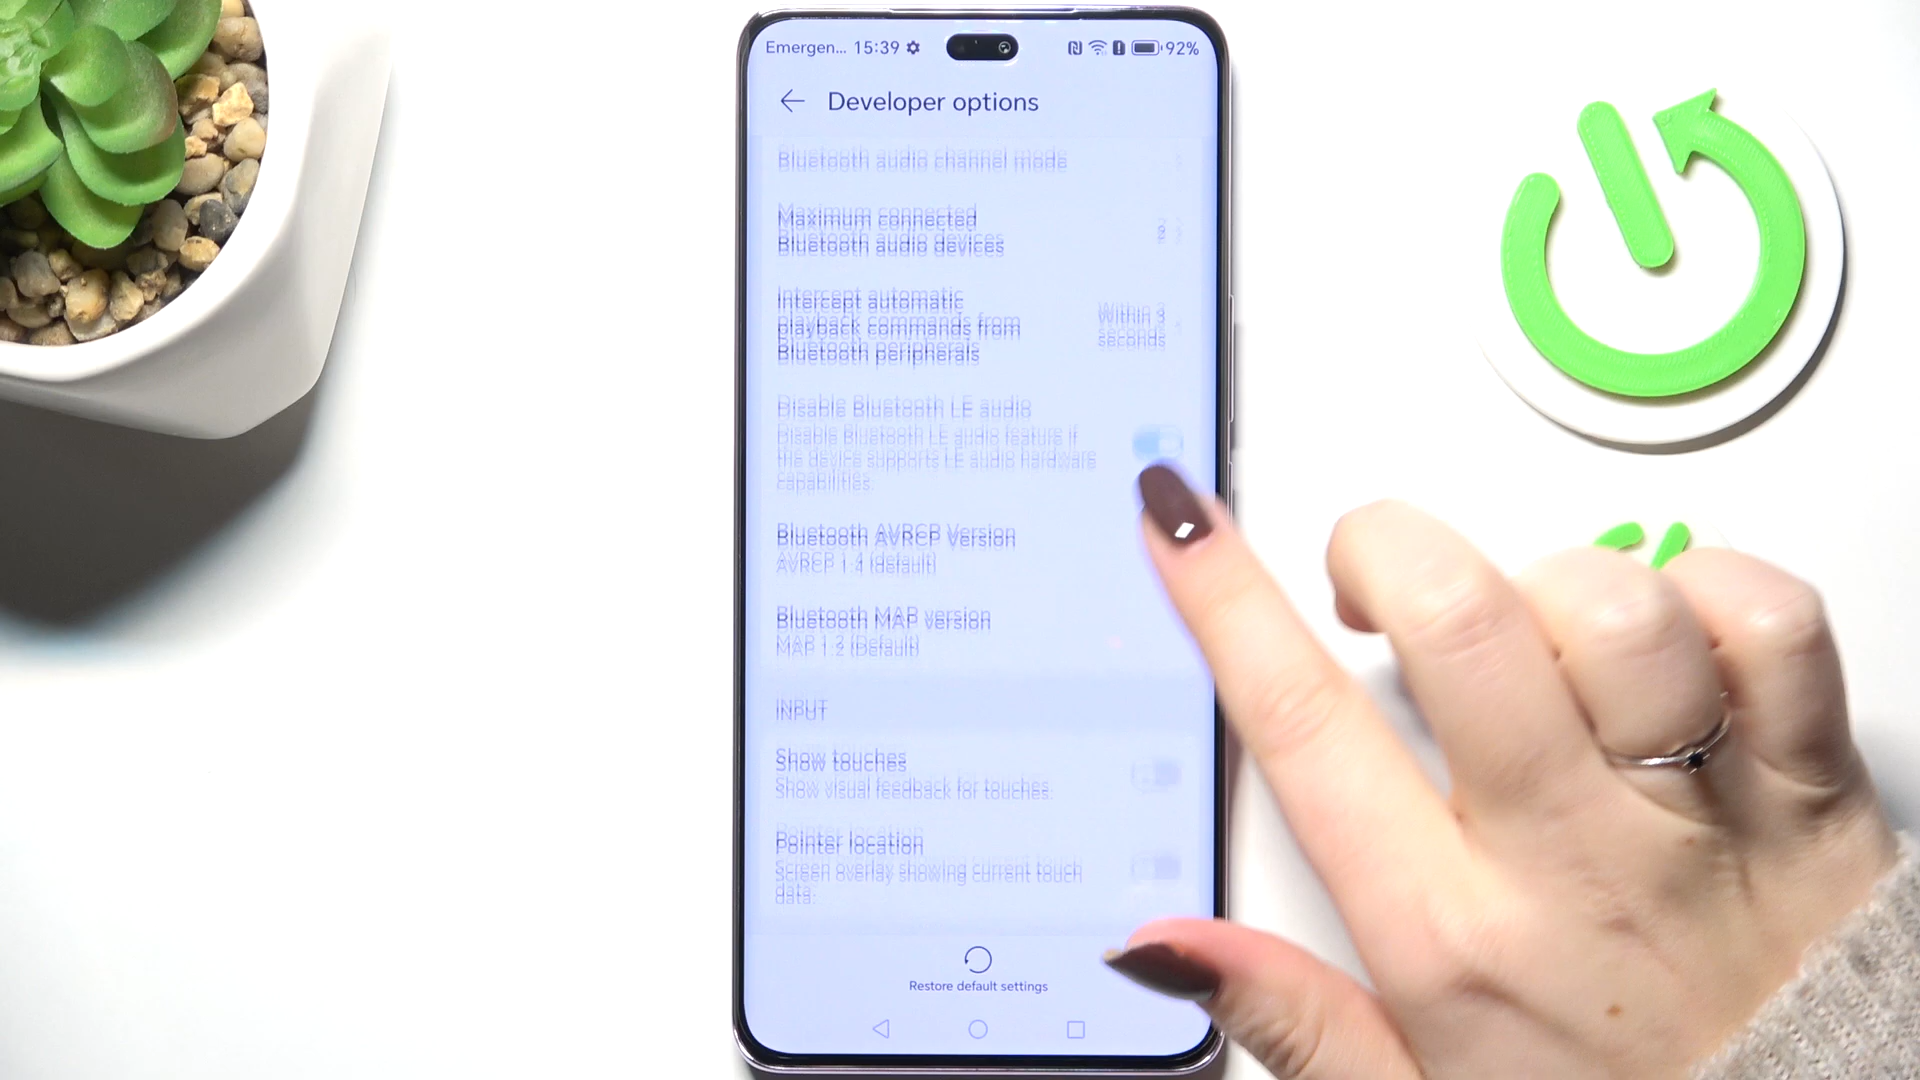 Emergen... 15:39 92%
Developer options
Bluetooth audio channel mode
Maximum connected
Bluetooth audio devices
2
Intercept automatic
playback commands from
Bluetooth peripherals
Within 3
seconds
Disable Bluetooth LE audio
Disable Bluetooth LE audio feature if
the device supports LE audio hardware
capabilities.
Bluetooth AVRCP Version
AVRCP 1.4 (default)
Bluetooth MAP version
MAP 1.2 (Default)
INPUT
Show touches
Show visual feedback for touches.
Pointer location
Screen overlay showing current touch
data.
Restore default settings